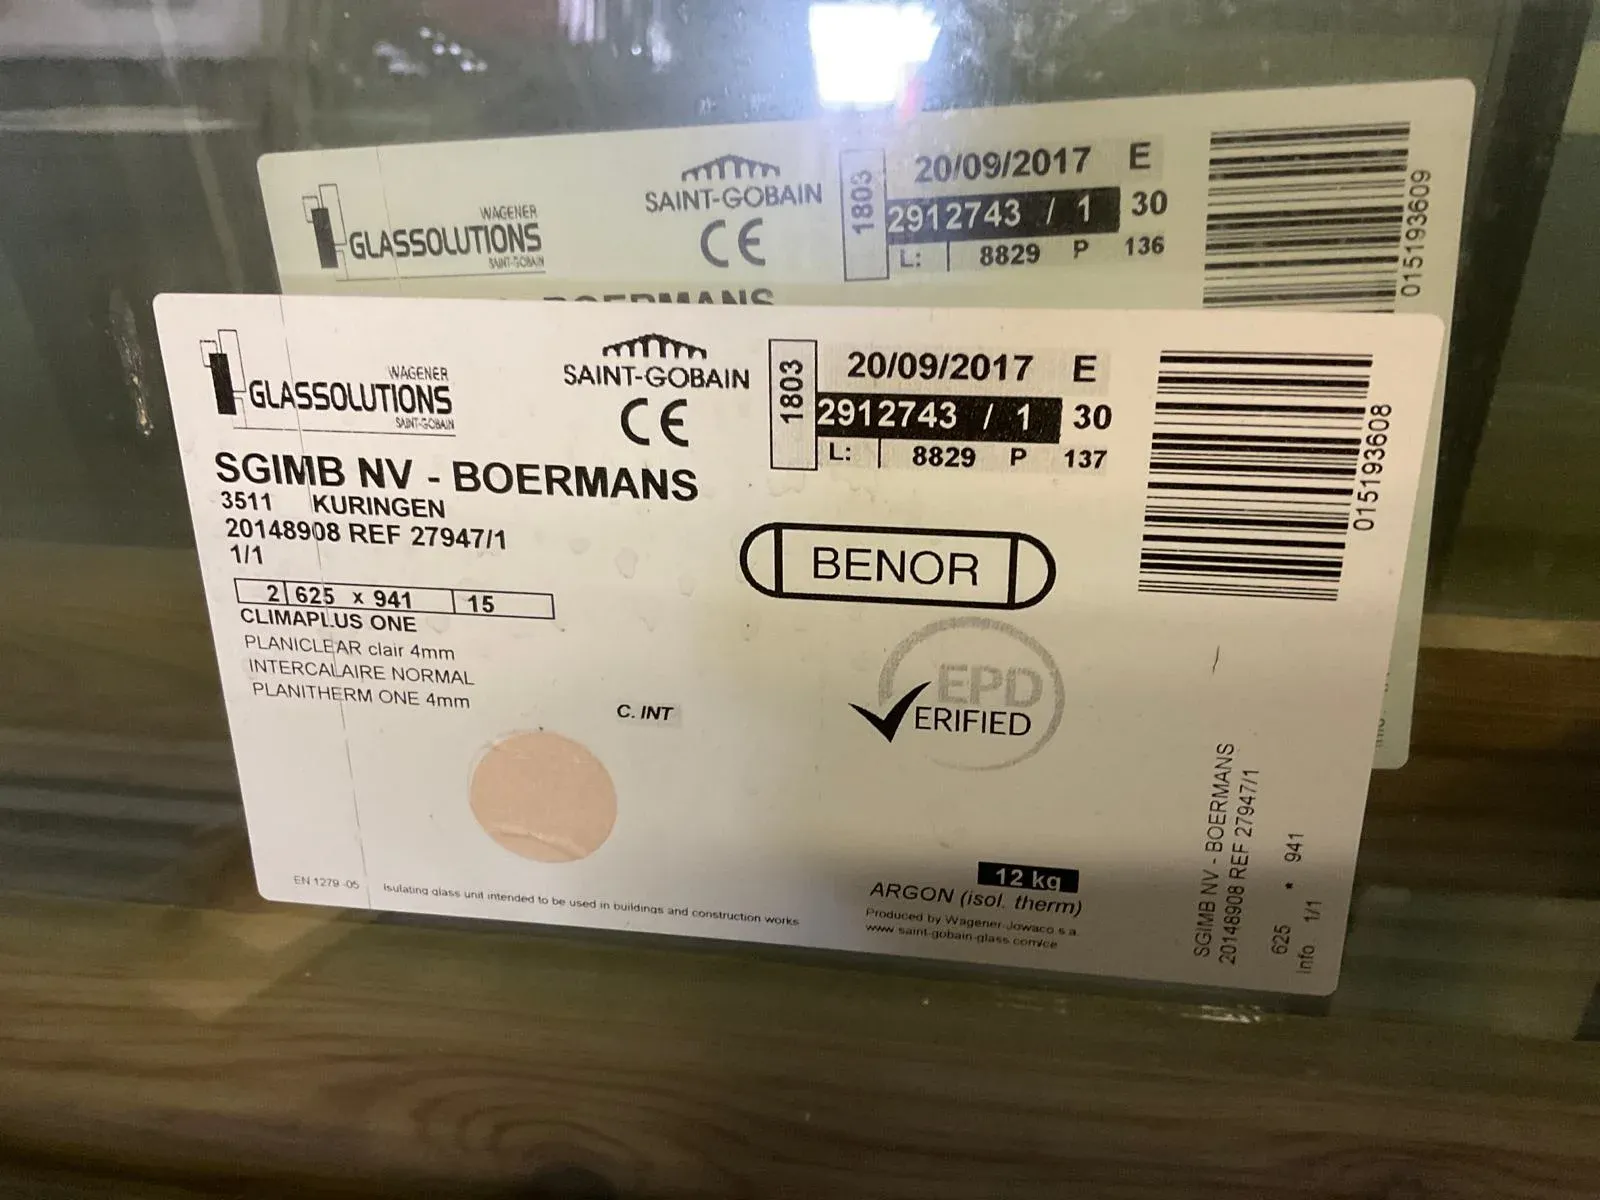 WAGENER
GLASSOLUTIONS
SAINT-GOBAIN
SAINT-GOBAIN
CE
1803
20/09/2017 E
2912743 / 1 30
L: 8829 P 136
015193609
BOERMANS
WAGENER
GLASSOLUTIONS
SAINT-GOBAIN
SAINT-GOBAIN
CE
1803
20/09/2017 E
2912743 / 1 30
L: 8829 P 137
015193608
SGIMB NV - BOERMANS
3511 KURINGEN
20148908 REF 27947/1
1/1
2 625 x 941 15
CLIMAPLUS ONE
PLANICLEAR clair 4mm
INTERCALAIRE NORMAL
PLANITHERM ONE 4mm
C. INT
BENOR
EPD
VERIFIED
12 kg
ARGON (isol. therm)
Produced by Wagener-Jowaco s.a.
www.saint-gobain-glass.com/ce
EN 1279 -05 Isulating glass unit intended to be used in buildings and construction works
SGIMB NV - BOERMANS
20148908 REF 27947/1
625 * 941
Info. 1/1